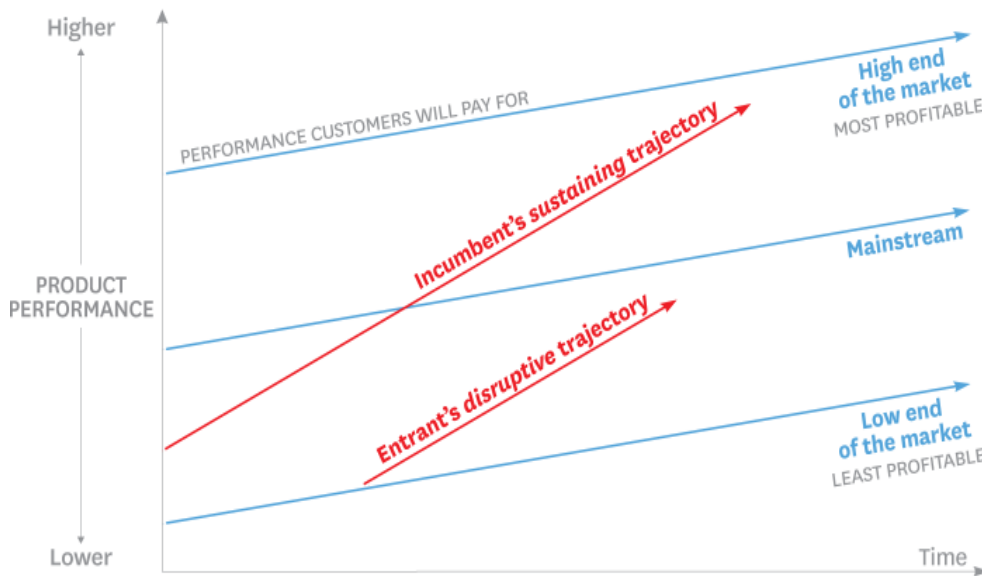 Higher
PERFORMANCE CUSTOMERS WILL PAY FOR
High end
of the market
MOST PROFITABLE
Incumbent's sustaining trajectory
Mainstream
PRODUCT
PERFORMANCE
Entrant's disruptive trajectory
Low end
of the market
LEAST PROFITABLE
Lower
Time